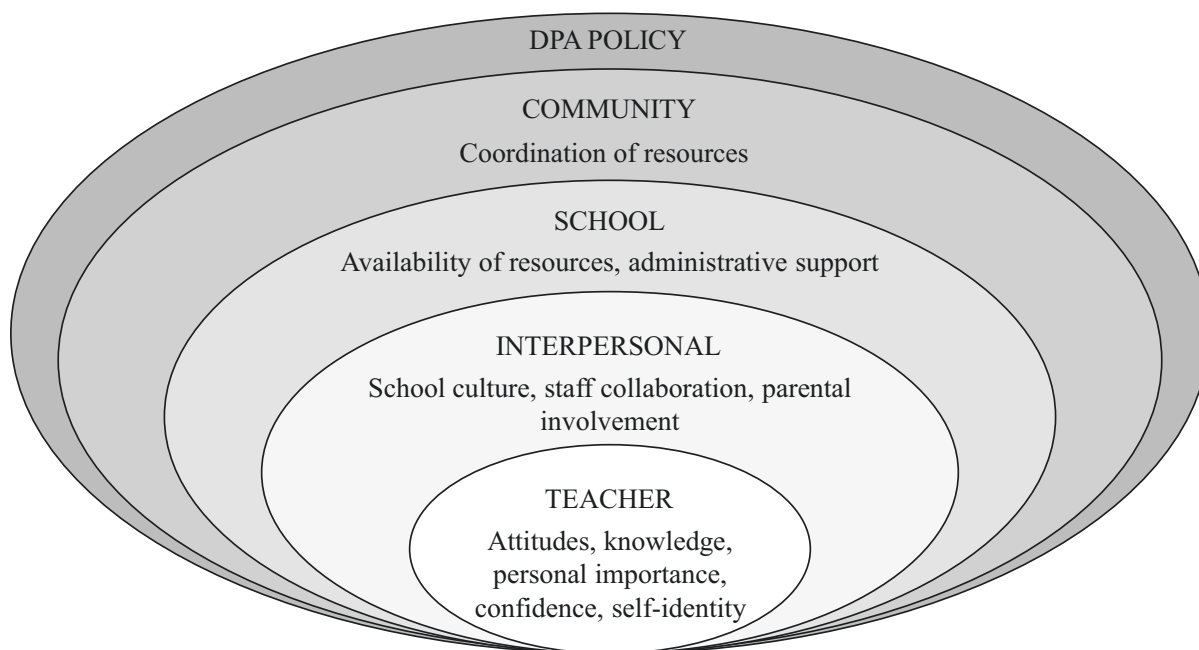 DPA POLICY
COMMUNITY
Coordination of resources
SCHOOL
Availability of resources, administrative support
INTERPERSONAL
School culture, staff collaboration, parental
involvement
TEACHER
Attitudes, knowledge,
personal importance,
confidence, self-identity